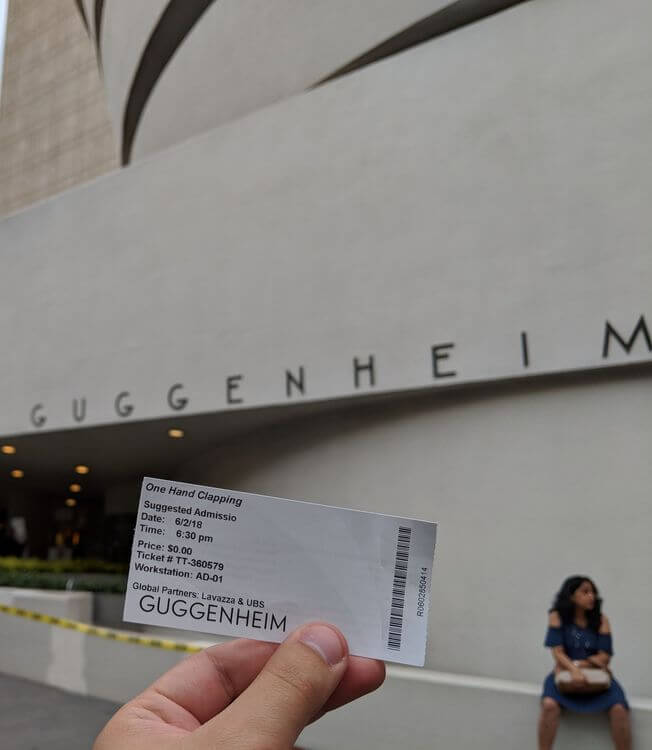 GUGGENHEIM
One Hand Clapping
Suggested Admissio
Date: 6/2/18
Time: 6:30 pm
Price: $0.00
Ticket # TT-360579
Workstation: AD-01
Global Partners: Lavazza & UBS
GUGGENHEIM
R0602850414